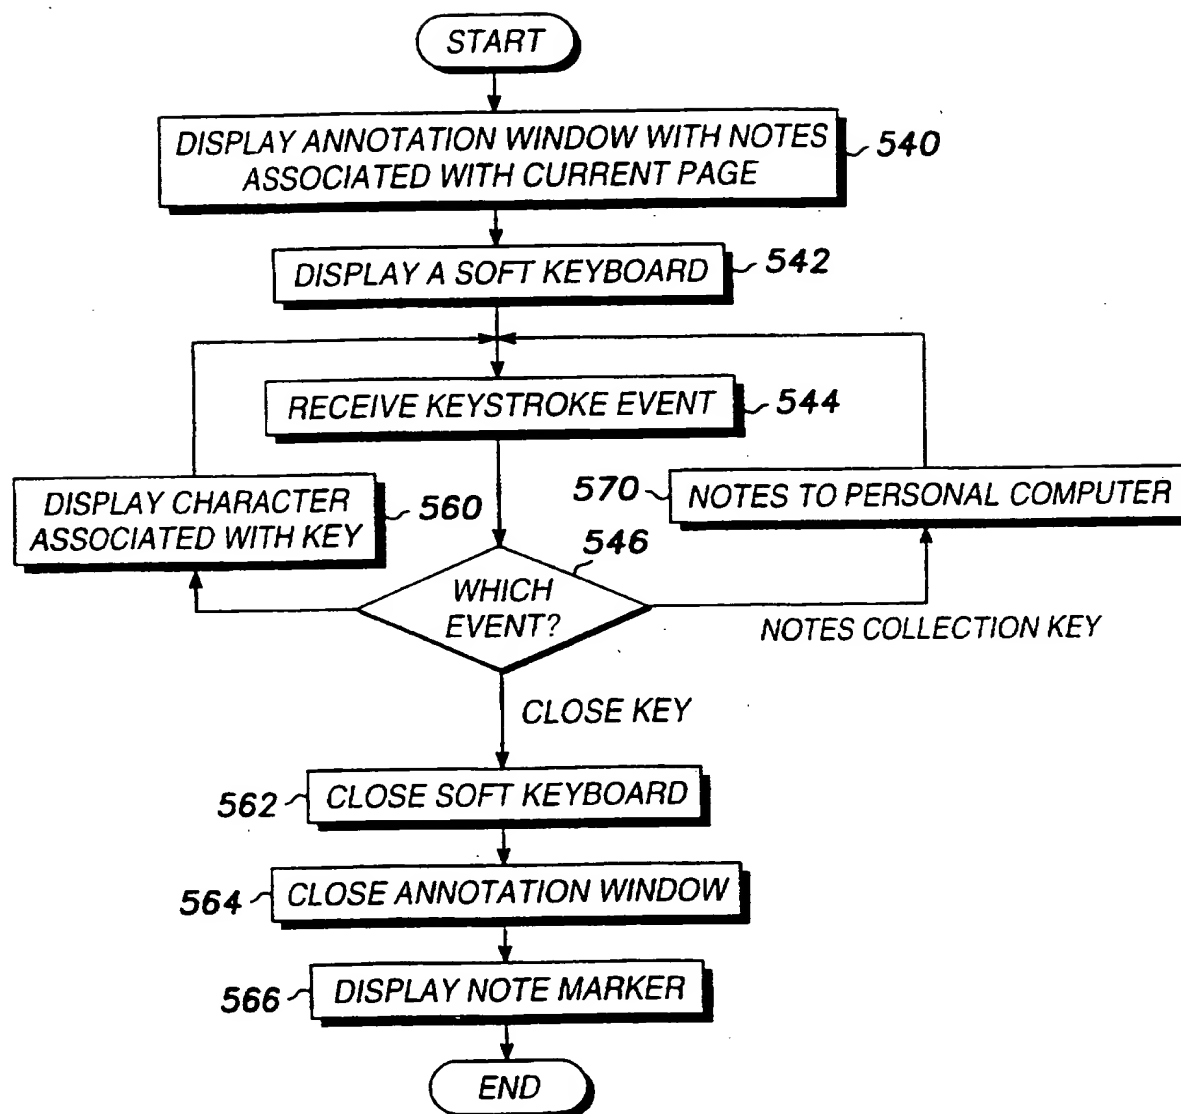 START
DISPLAY ANNOTATION WINDOW WITH NOTES
ASSOCIATED WITH CURRENT PAGE
540
DISPLAY A SOFT KEYBOARD
542
RECEIVE KEYSTROKE EVENT
544
DISPLAY CHARACTER
ASSOCIATED WITH KEY
560
570
NOTES TO PERSONAL COMPUTER
546
WHICH
EVENT?
NOTES COLLECTION KEY
CLOSE KEY
562
CLOSE SOFT KEYBOARD
564
CLOSE ANNOTATION WINDOW
566
DISPLAY NOTE MARKER
END